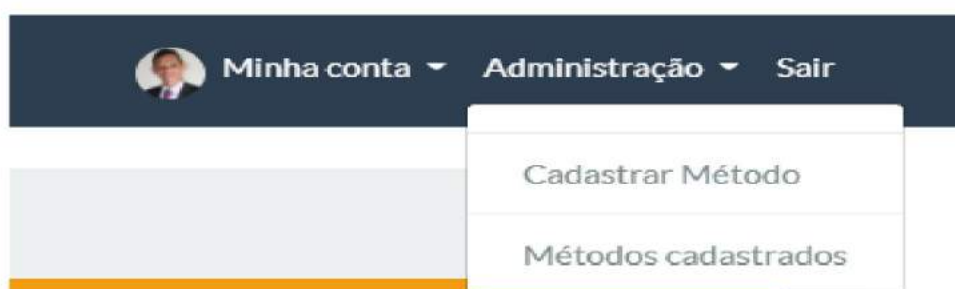 Minha conta Administração Sair
Cadastrar Método
Métodos cadastrados